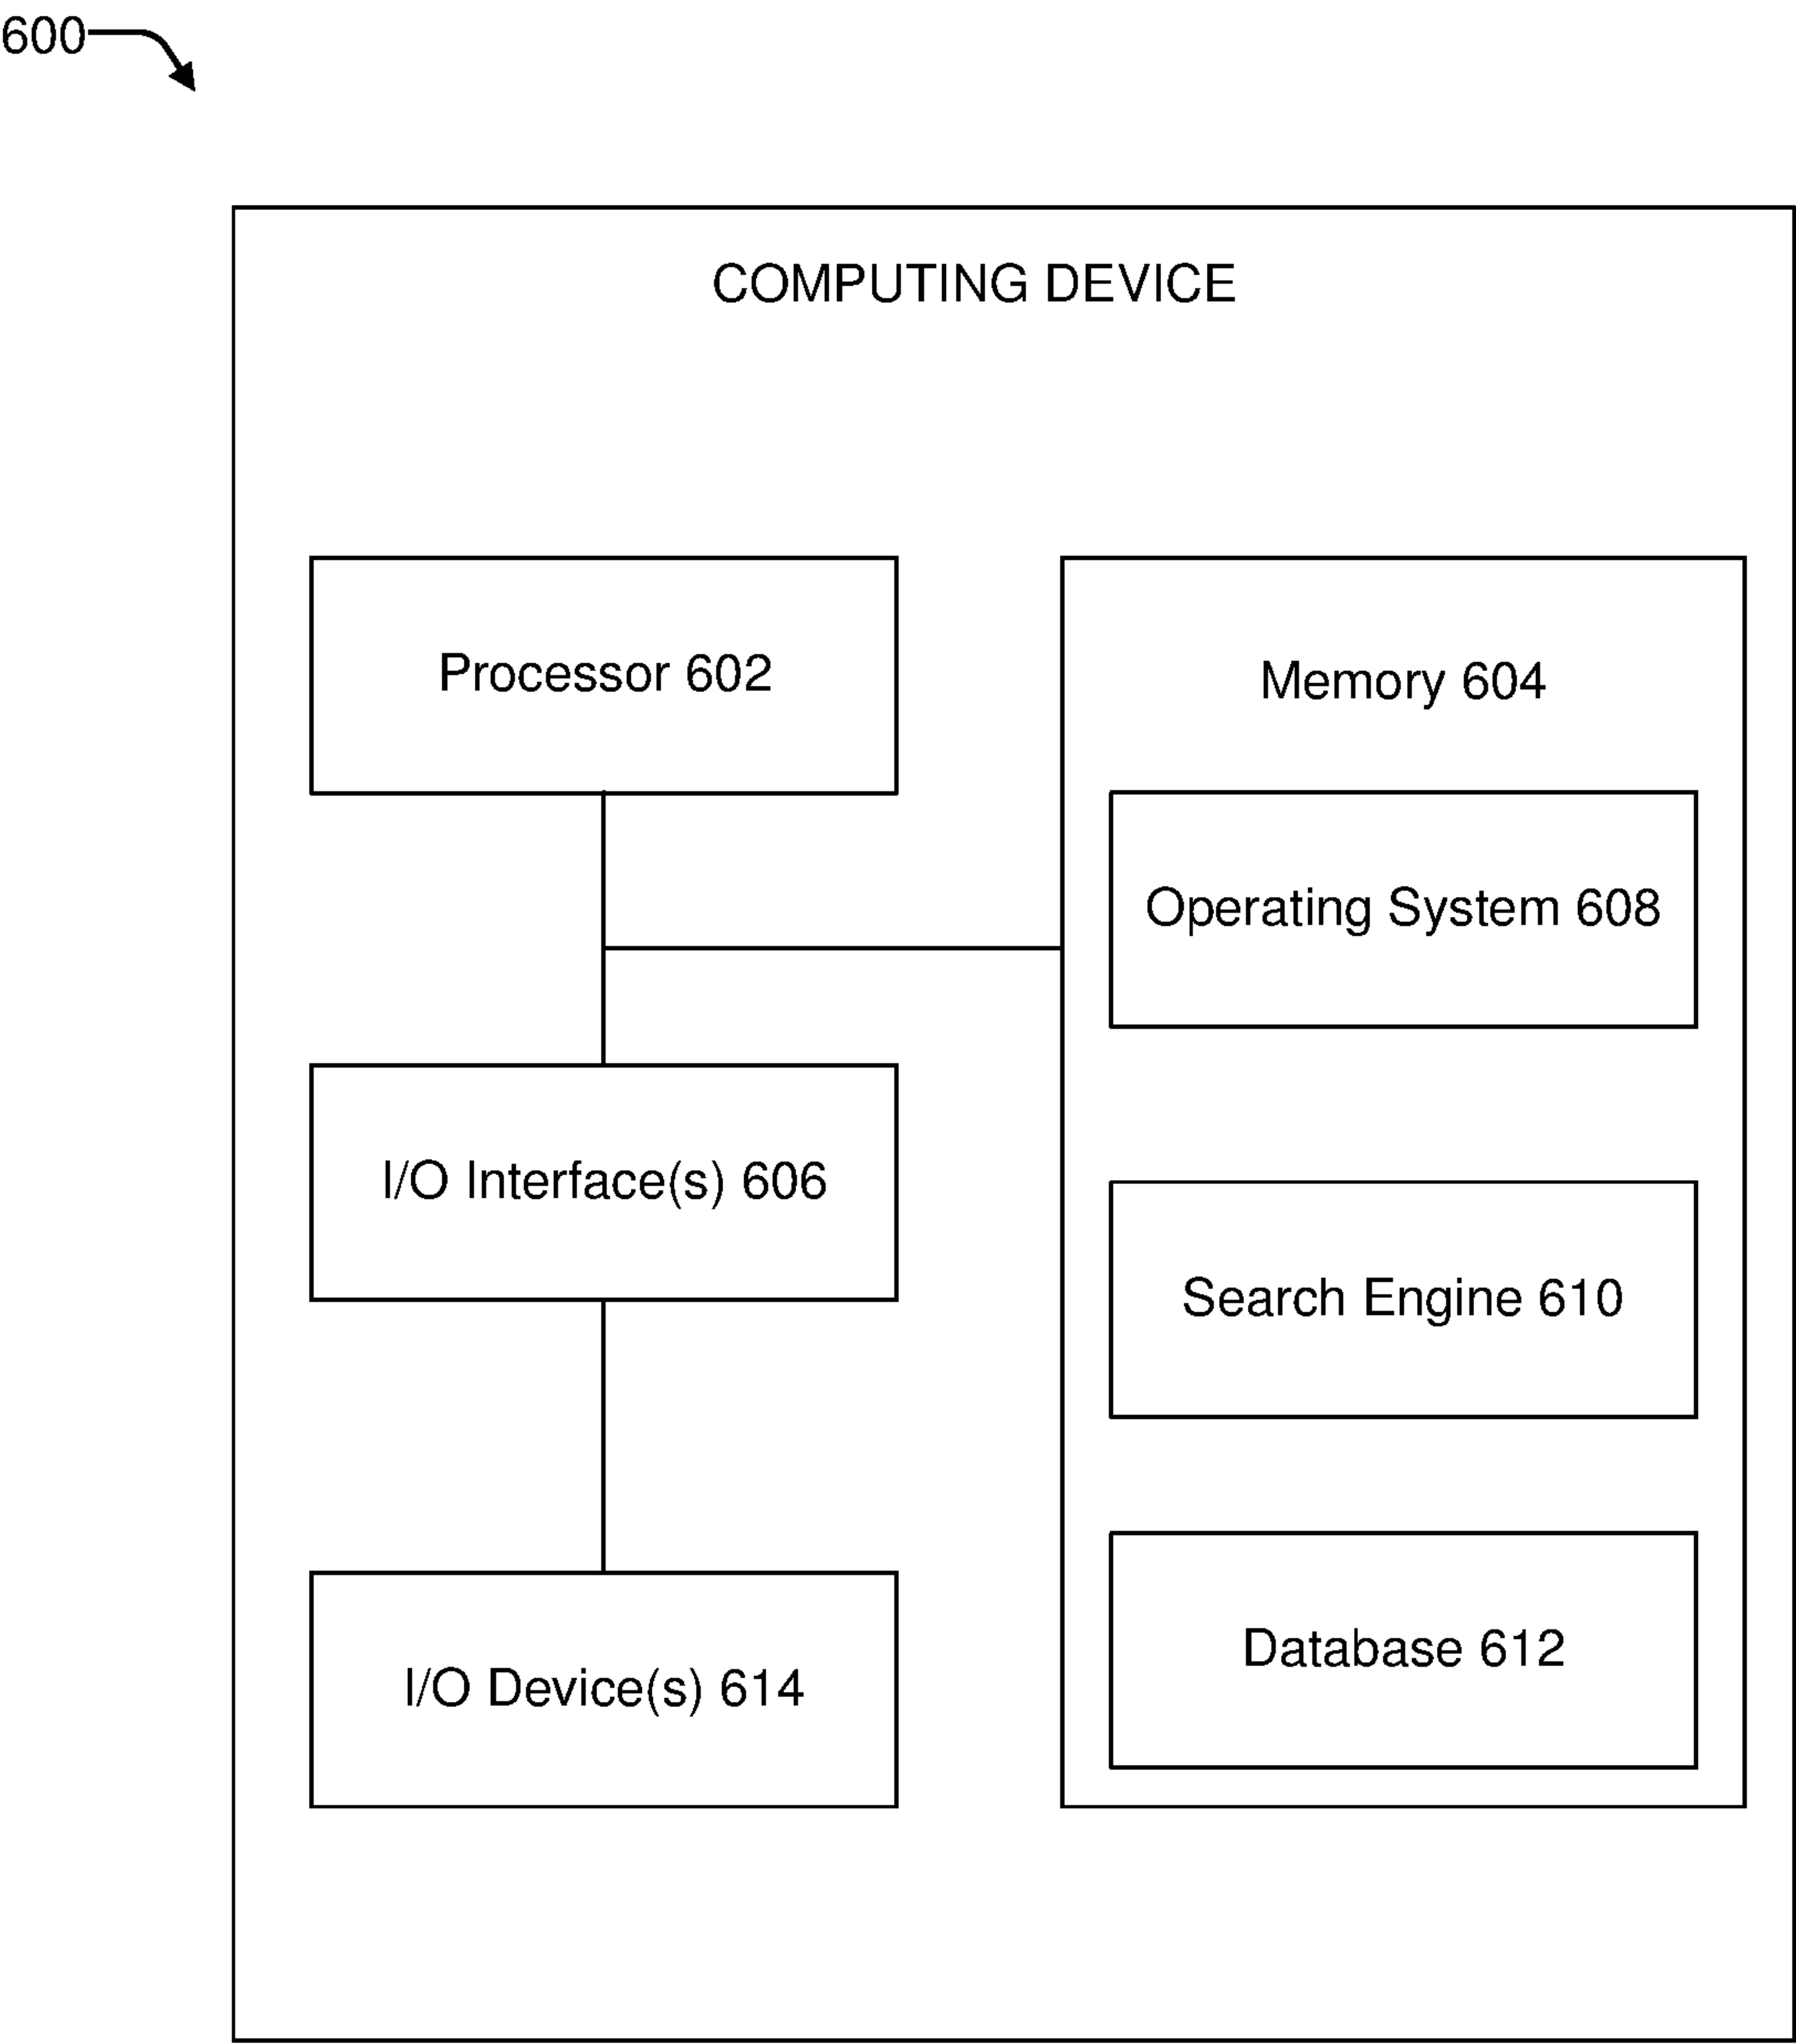 600
COMPUTING DEVICE
Processor 602
Memory 604
Operating System 608
I/O Interface(s) 606
Search Engine 610
I/O Device(s) 614
Database 612